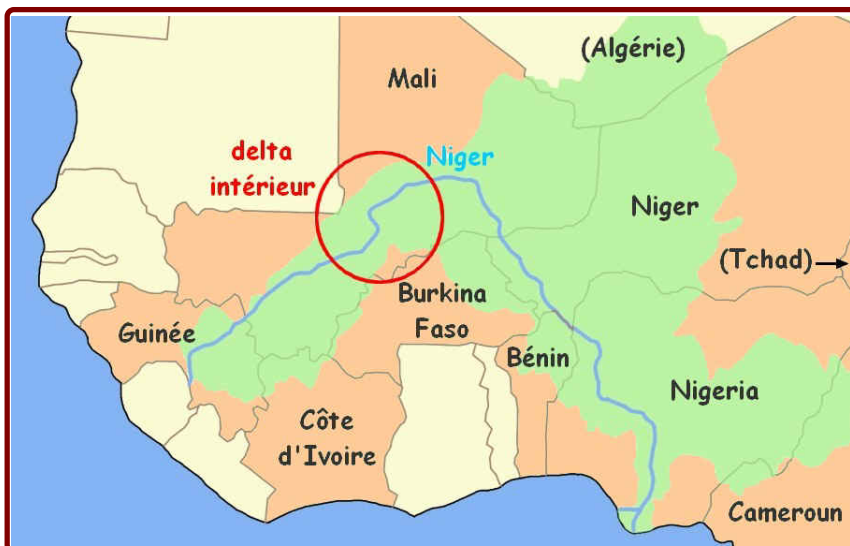 (Algérie)
Mali
delta
intérieur
Niger
Niger
(Tchad)
Burkina
Faso
Guinée
Bénin
Nigeria
Côte
d'Ivoire
Cameroun